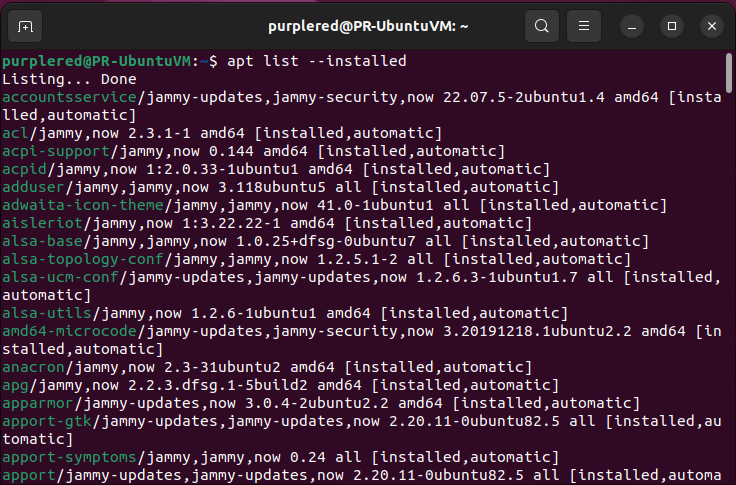 purplered@PR-UbuntuVM: ~
purplered@PR-UbuntuVM:~$ apt list --installed
Listing... Done
accountsservice/jammy-updates,jammy-security,now 22.07.5-2ubuntu1.4 amd64 [insta
lled,automatic]
acl/jammy,now 2.3.1-1 amd64 [installed,automatic]
acpi-support/jammy,now 0.144 amd64 [installed,automatic]
acpid/jammy,now 1:2.0.33-1ubuntu1 amd64 [installed,automatic]
adduser/jammy,jammy,now 3.118ubuntu5 all [installed,automatic]
adwaita-icon-theme/jammy,jammy,now 41.0-1ubuntu1 all [installed,automatic]
aisleriot/jammy,now 1:3.22.22-1 amd64 [installed,automatic]
alsa-base/jammy,jammy,now 1.0.25+dfsg-0ubuntu7 all [installed,automatic]
alsa-topology-conf/jammy,jammy,now 1.2.5.1-2 all [installed,automatic]
alsa-ucm-conf/jammy-updates,jammy-updates,now 1.2.6.3-1ubuntu1.7 all [installed,
automatic]
alsa-utils/jammy,now 1.2.6-1ubuntu1 amd64 [installed,automatic]
amd64-microcode/jammy-updates,jammy-security,now 3.20191218.1ubuntu2.2 amd64 [in
stalled,automatic]
anacron/jammy,now 2.3-31ubuntu2 amd64 [installed,automatic]
apg/jammy,now 2.2.3.dfsg.1-5build2 amd64 [installed,automatic]
apparmor/jammy-updates,now 3.0.4-2ubuntu2.2 amd64 [installed,automatic]
apport-gtk/jammy-updates,jammy-updates,now 2.20.11-0ubuntu82.5 all [installed,au
tomatic]
apport-symptoms/jammy,jammy,now 0.24 all [installed,automatic]
apport/jammy-updates,jammy-updates,now 2.20.11-0ubuntu82.5 all [installed,automa